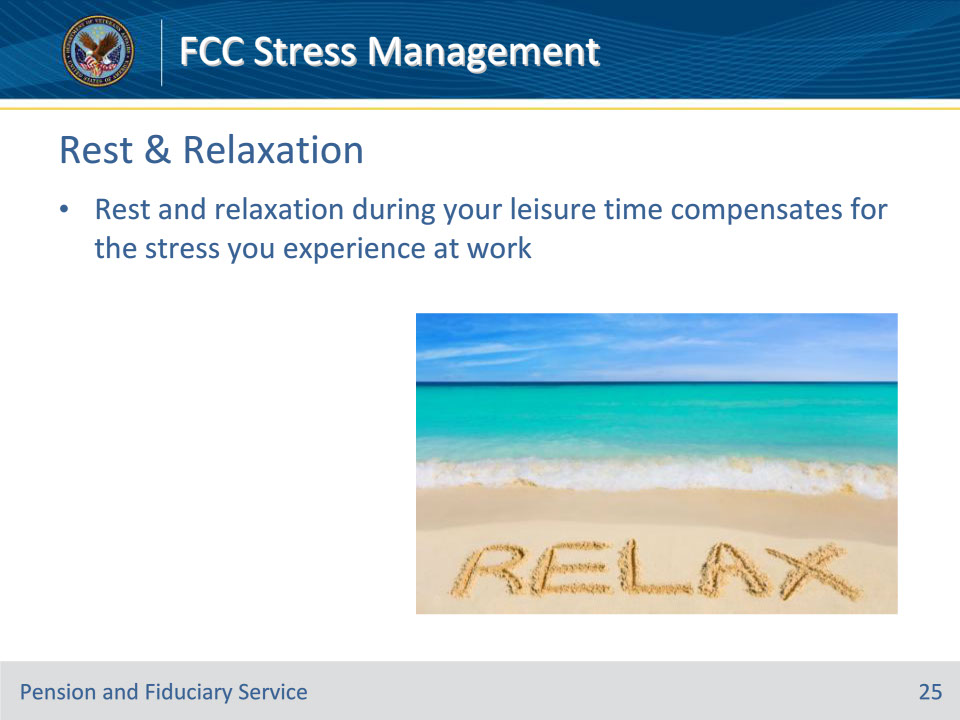 FCC Stress Management
Rest & Relaxation
• Rest and relaxation during your leisure time compensates for
the stress you experience at work
RELAX
Pension and Fiduciary Service
25